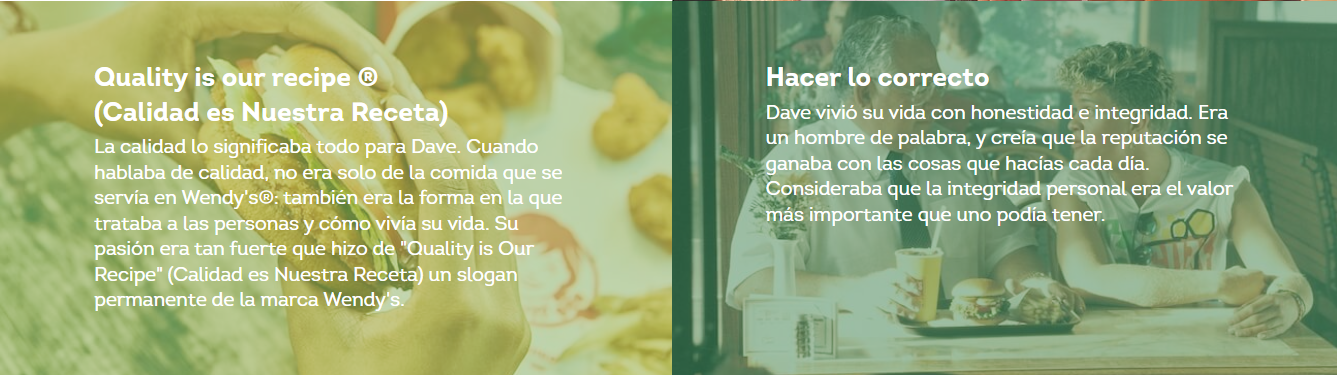 Quality is our recipe ®
(Calidad es Nuestra Receta)
La calidad lo significaba todo para Dave. Cuando
hablaba de calidad, no era solo de la comida que se
servía en Wendy's®: también era la forma en la que
trataba a las personas y cómo vivía su vida. Su
pasión era tan fuerte que hizo de "Quality is Our
Recipe" (Calidad es Nuestra Receta) un slogan
permanente de la marca Wendy's.
Hacer lo correcto
Dave vivió su vida con honestidad e integridad. Era
un hombre de palabra, y creía que la reputación se
ganaba con las cosas que hacías cada día.
Consideraba que la integridad personal era el valor
más importante que uno podía tener.